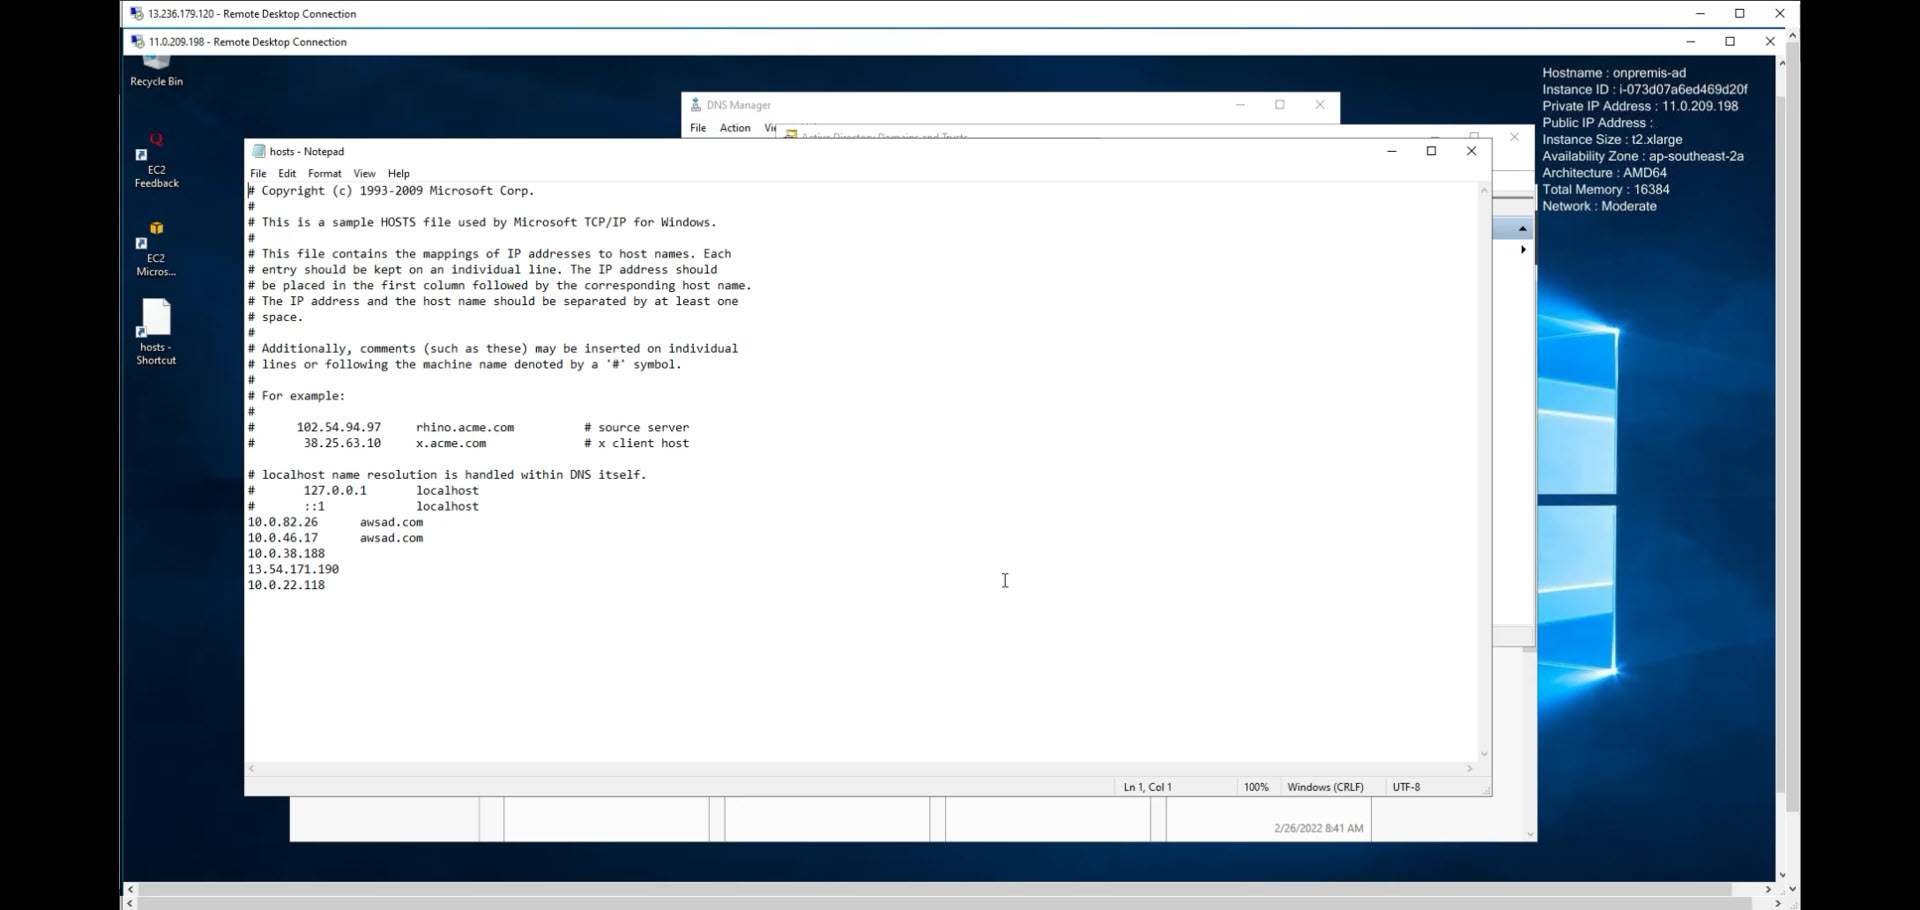 13.236.179.120 - Remote Desktop Connection
11.0.209.198 - Remote Desktop Connection
Recycle Bin
EC2
Feedback
EC2
Micros...
hosts -
Shortcut
Hostname : onpremis-ad
Instance ID : i-073d07a6ed469d20f
Private IP Address : 11.0.209.198
Public IP Address :
Instance Size : t2.xlarge
Availability Zone : ap-southeast-2a
Architecture : AMD64
Total Memory : 16384
Network : Moderate
DNS Manager
File Action
Active Directory Domains and Trusts
hosts - Notepad
File Edit Format View Help
# Copyright (c) 1993-2009 Microsoft Corp.
#
# This is a sample HOSTS file used by Microsoft TCP/IP for Windows.
#
# This file contains the mappings of IP addresses to host names. Each
# entry should be kept on an individual line. The IP address should
# be placed in the first column followed by the corresponding host name.
# The IP address and the host name should be separated by at least one
# space.
#
# Additionally, comments (such as these) may be inserted on individual
# lines or following the machine name denoted by a '#' symbol.
#
# For example:
#
# 102.54.94.97 rhino.acme.com # source server
# 38.25.63.10 x.acme.com # x client host
# localhost name resolution is handled within DNS itself.
# 127.0.0.1 localhost
# ::1 localhost
10.0.82.26 awsad.com
10.0.46.17 awsad.com
10.0.38.188
13.54.171.190
10.0.22.118
Ln 1, Col 1 100% Windows (CRLF) UTF-8
2/26/2022 8:41 AM